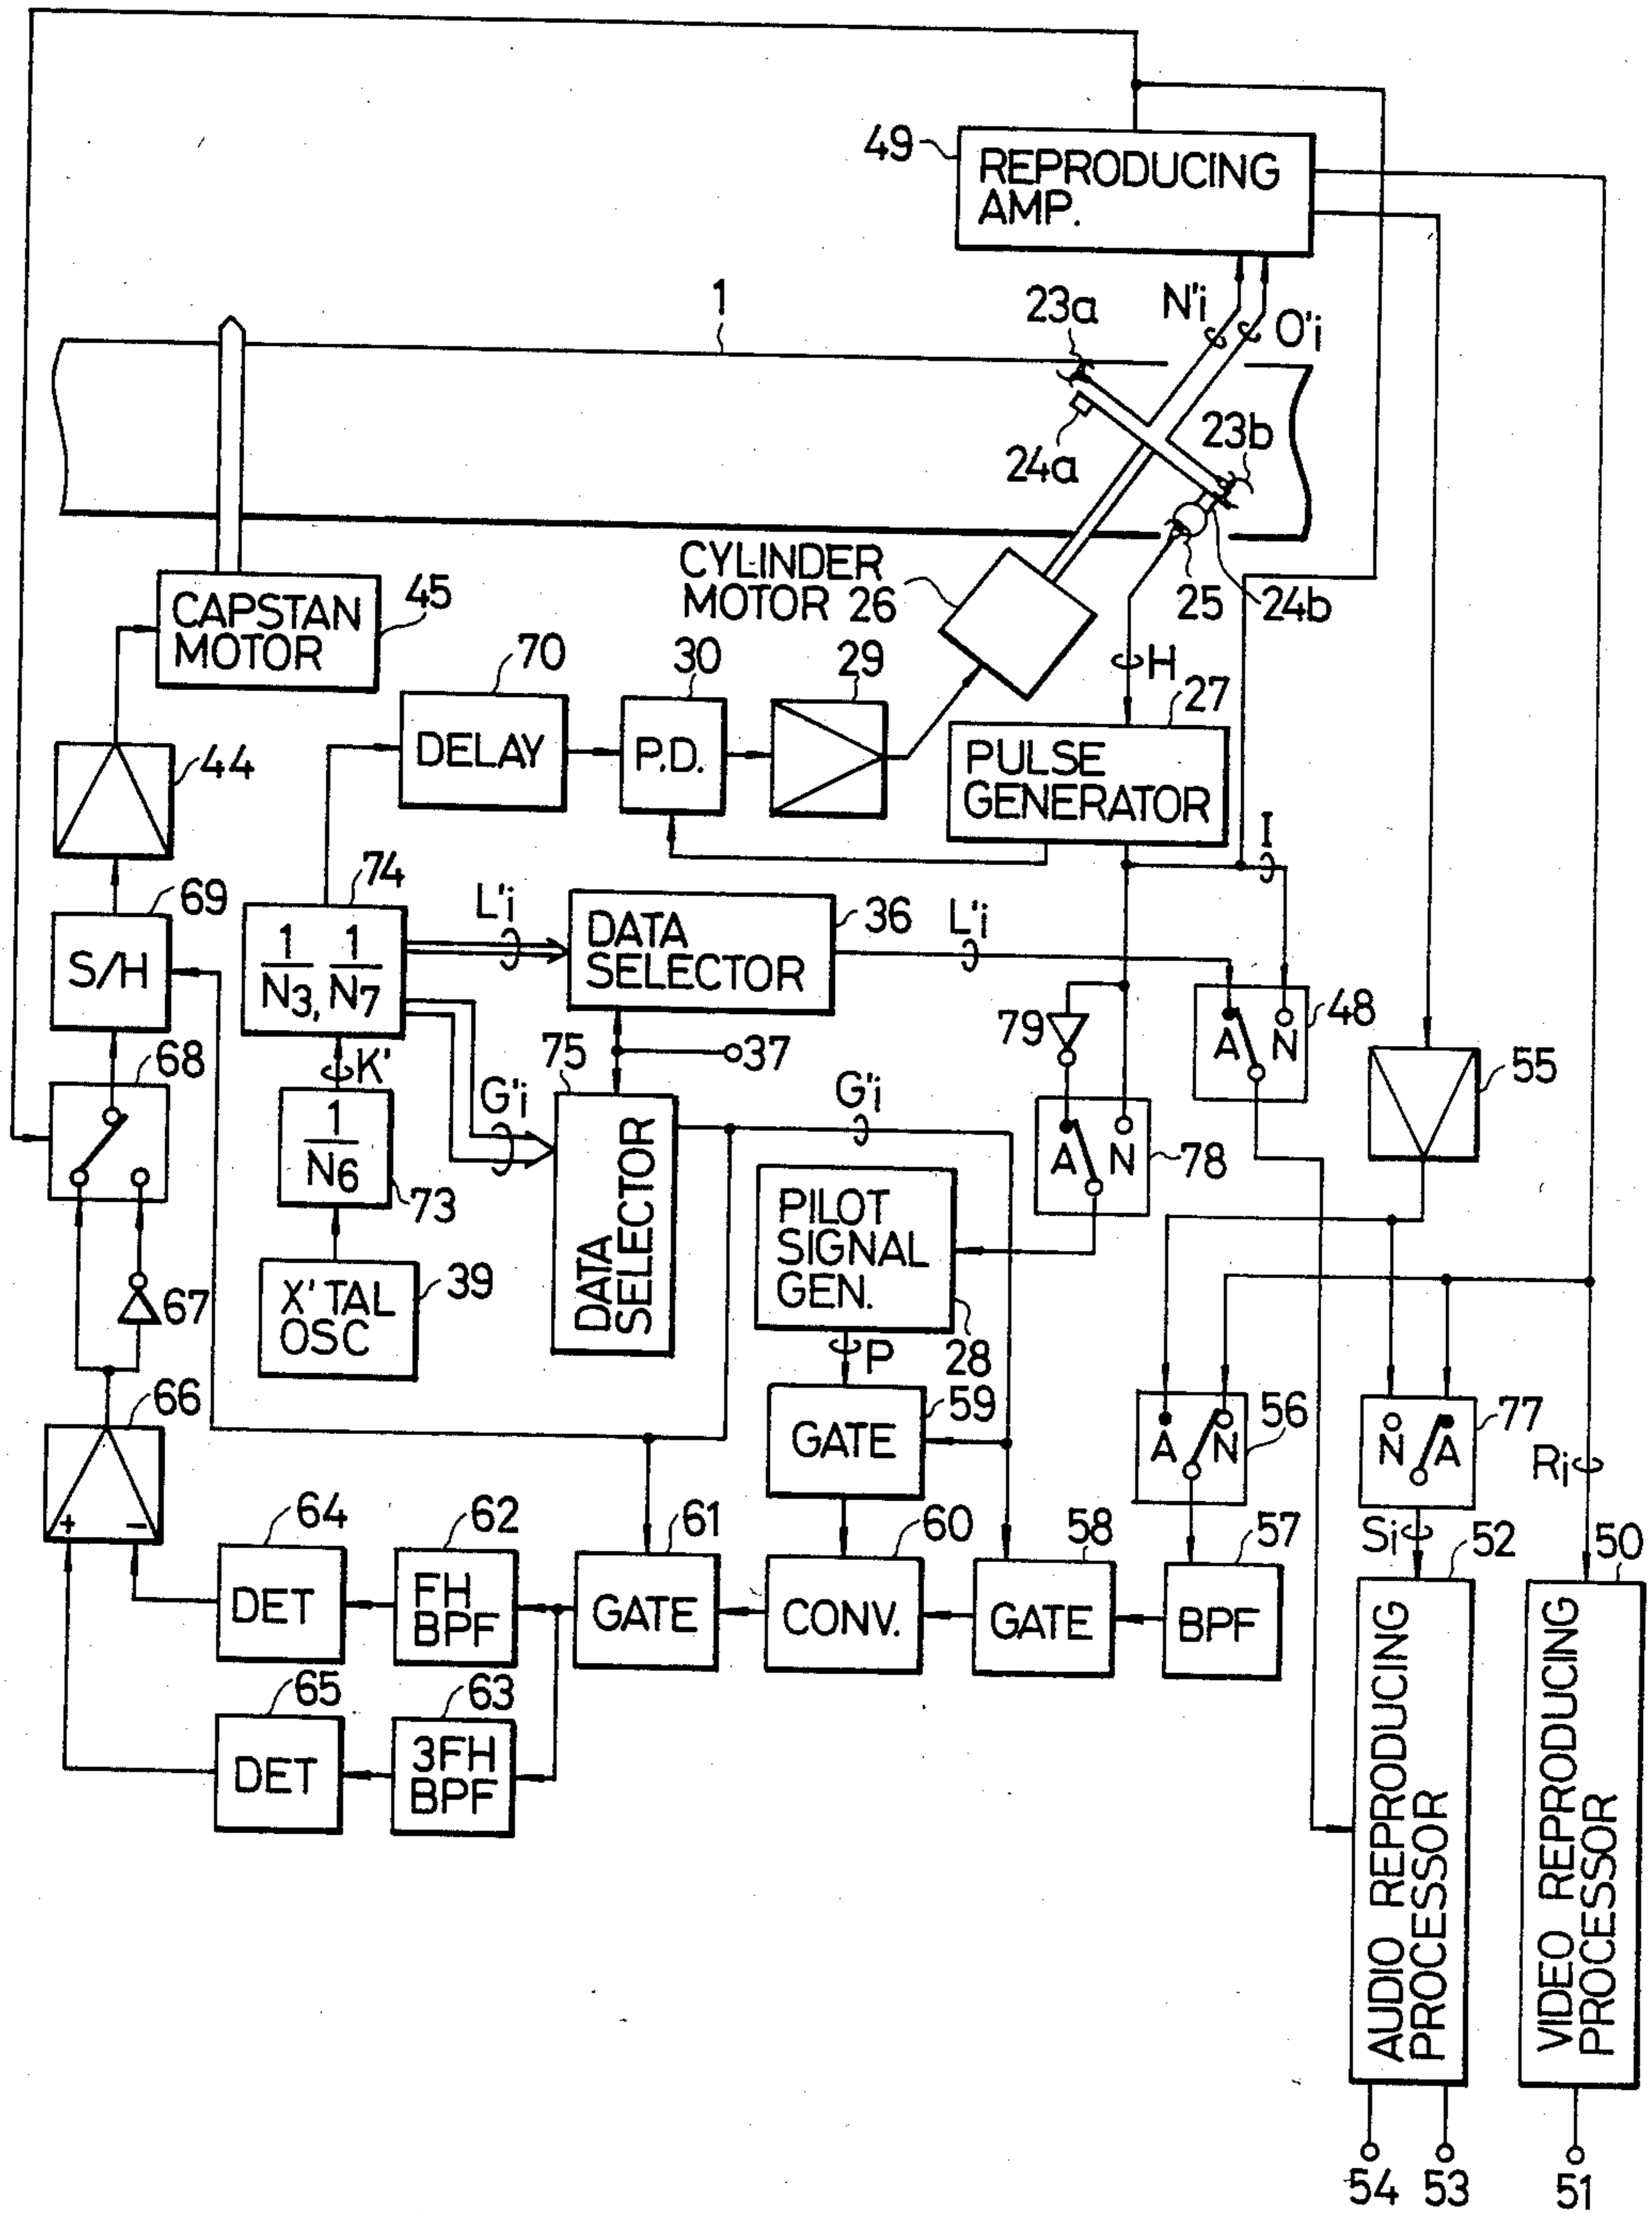 49
REPRODUCING
AMP.
1
23a
N'i
O'i
24a
23b
CYLINDER
MOTOR 26
25
24b
CAPSTAN
MOTOR
45
70
30
29
H
27
44
DELAY
P.D.
PULSE
GENERATOR
I
69
74
L'i
36
L'i
S/H
1 1
N3, N7
DATA
SELECTOR
48
79
A N
68
K'
75
37
55
G'i
G'i
1
N6
73
A N
78
DATA
SELECTOR
PILOT
SIGNAL
GEN.
67
X'TAL
OSC
39
28
P
66
59
56
77
GATE
A N
N A
Ri
+ −
64
62
61
60
58
57
Si
52
50
DET
FH
BPF
GATE
CONV.
GATE
BPF
65
63
DET
3FH
BPF
AUDIO REPRODUCING
PROCESSOR
VIDEO REPRODUCING
PROCESSOR
54
53
51